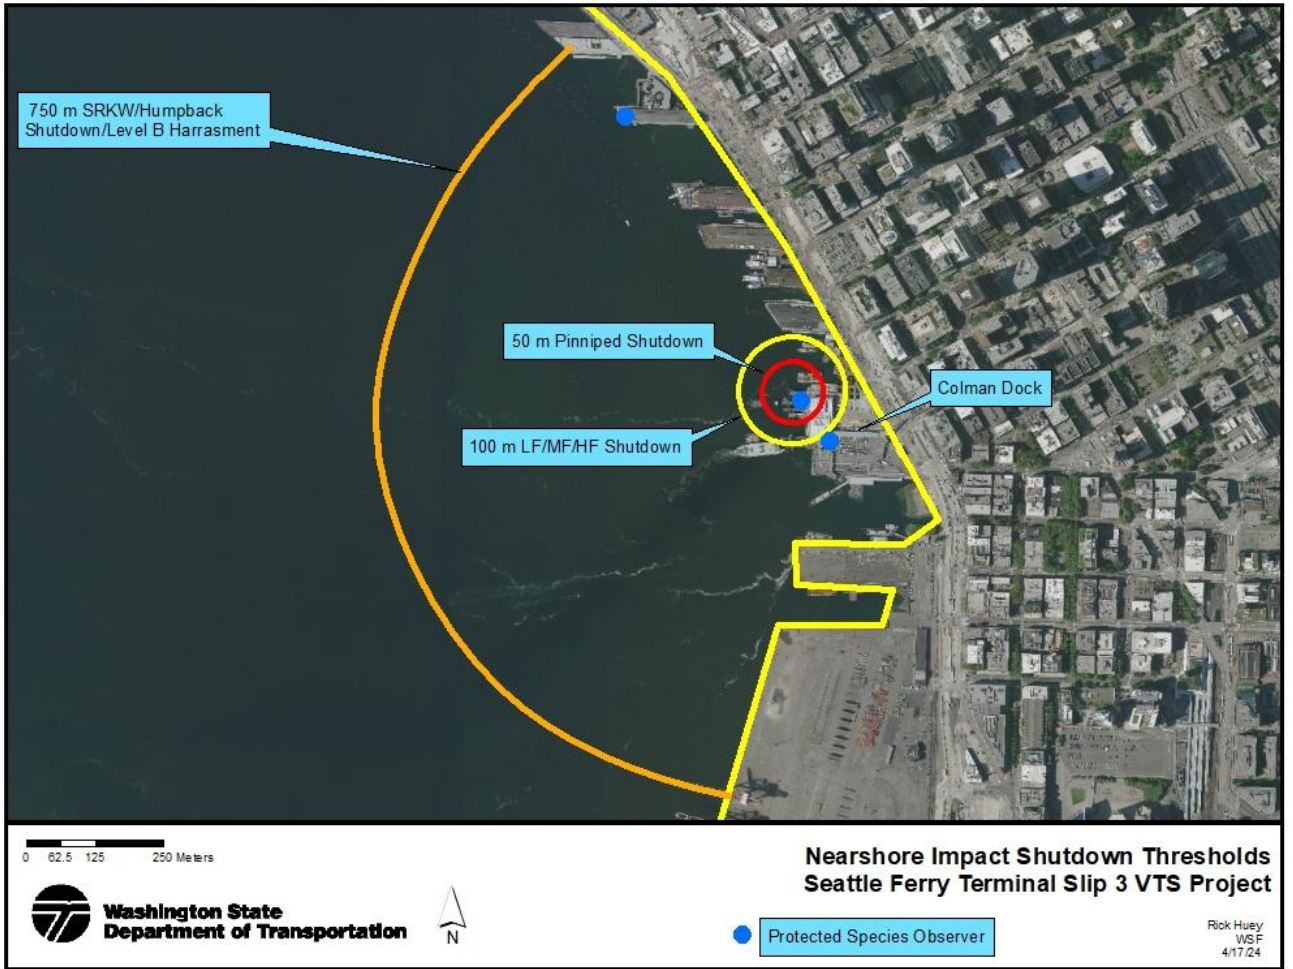 750 m SRKW/Humpback
Shutdown/Level B Harrasment
50 m Pinniped Shutdown
Colman Dock
100 m LF/MF/HF Shutdown
0 62.5 125 250 Meters
Nearshore Impact Shutdown Thresholds
Seattle Ferry Terminal Slip 3 VTS Project
Washington State
Department of Transportation
N
Protected Species Observer
Rick Huey
WSF
4/17/24